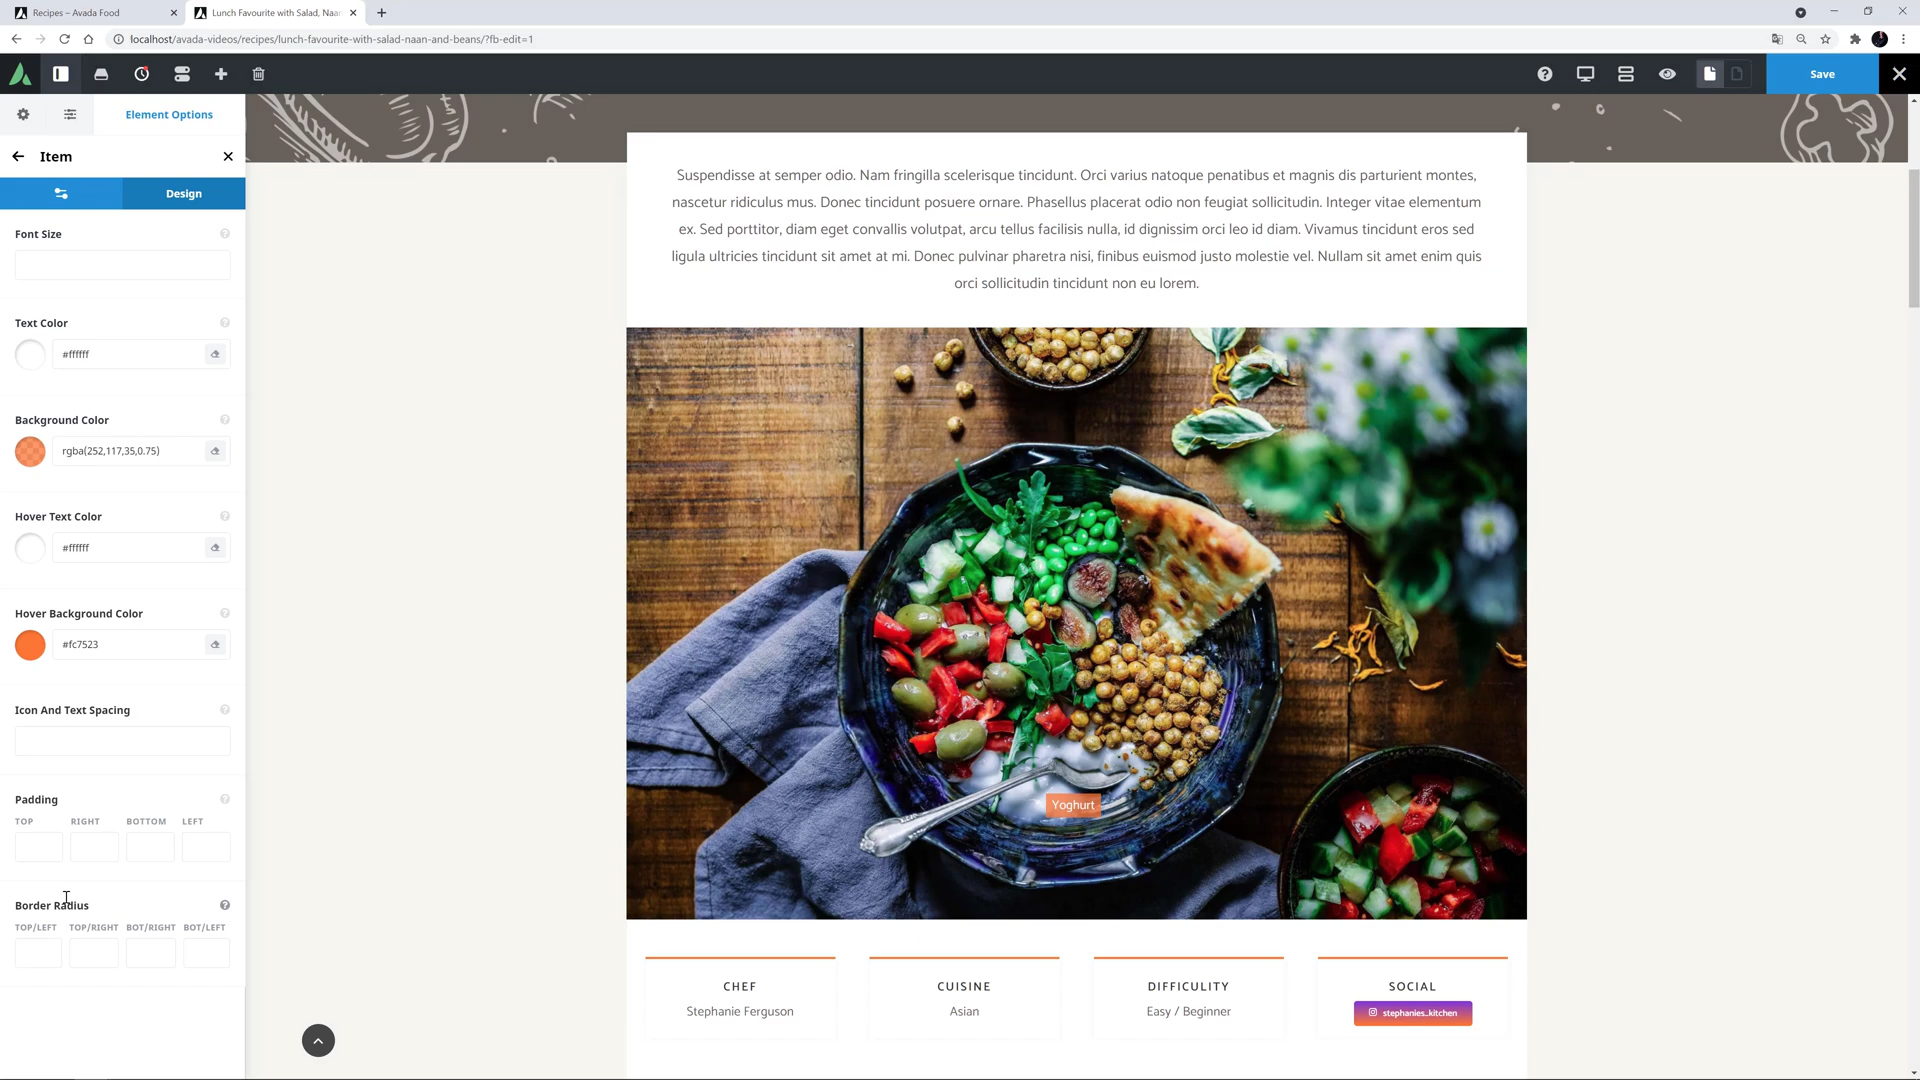 Recipes – Avada Food
Lunch Favourite with Salad, Naan
localhost/avada-videos/recipes/lunch-favourite-with-salad-naan-and-beans/?fb-edit=1
Save
Element Options
Item
Design
Font Size
Text Color
#ffffff
Background Color
rgba(252,117,35,0.75)
Hover Text Color
#ffffff
Hover Background Color
#fc7523
Icon And Text Spacing
Padding
TOP RIGHT BOTTOM LEFT
Border Radius
TOP/LEFT TOP/RIGHT BOT/RIGHT BOT/LEFT
Suspendisse at semper odio. Nam fringilla scelerisque tincidunt. Orci varius natoque penatibus et magnis dis parturient montes,
nascetur ridiculus mus. Donec tincidunt posuere ornare. Phasellus placerat odio non feugiat sollicitudin. Integer vitae elementum
ex. Sed porttitor, diam eget convallis volutpat, arcu tellus facilisis nulla, id dignissim orci leo id diam. Vivamus tincidunt eros sed
ligula ultricies tincidunt sit amet at mi. Donec pulvinar pharetra nisi, finibus euismod justo molestie vel. Nullam sit amet enim quis
orci sollicitudin tincidunt non eu lorem.
Yoghurt
CHEF
Stephanie Ferguson
CUISINE
Asian
DIFFICULITY
Easy / Beginner
SOCIAL
stephanies_kitchen